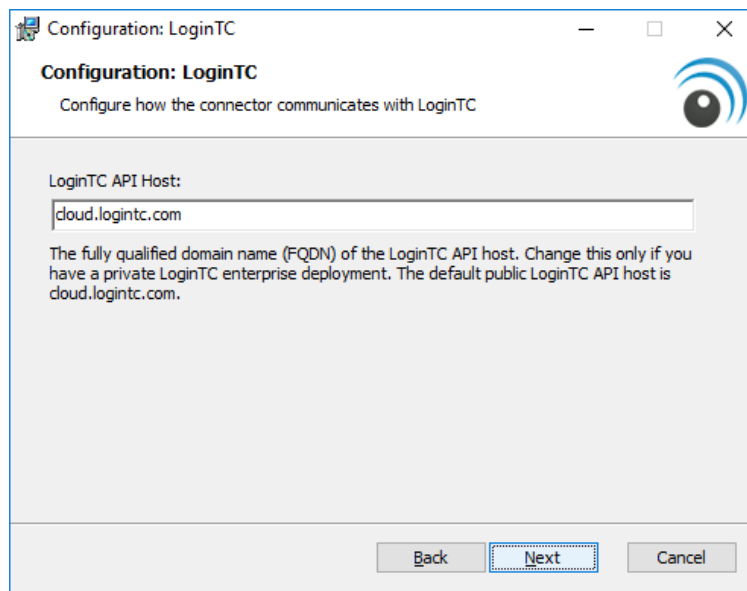 Configuration: LoginTC
Configuration: LoginTC
Configure how the connector communicates with LoginTC
LoginTC API Host:
cloud.logintc.com
The fully qualified domain name (FQDN) of the LoginTC API host. Change this only if you
have a private LoginTC enterprise deployment. The default public LoginTC API host is
cloud.logintc.com.
Back Next Cancel